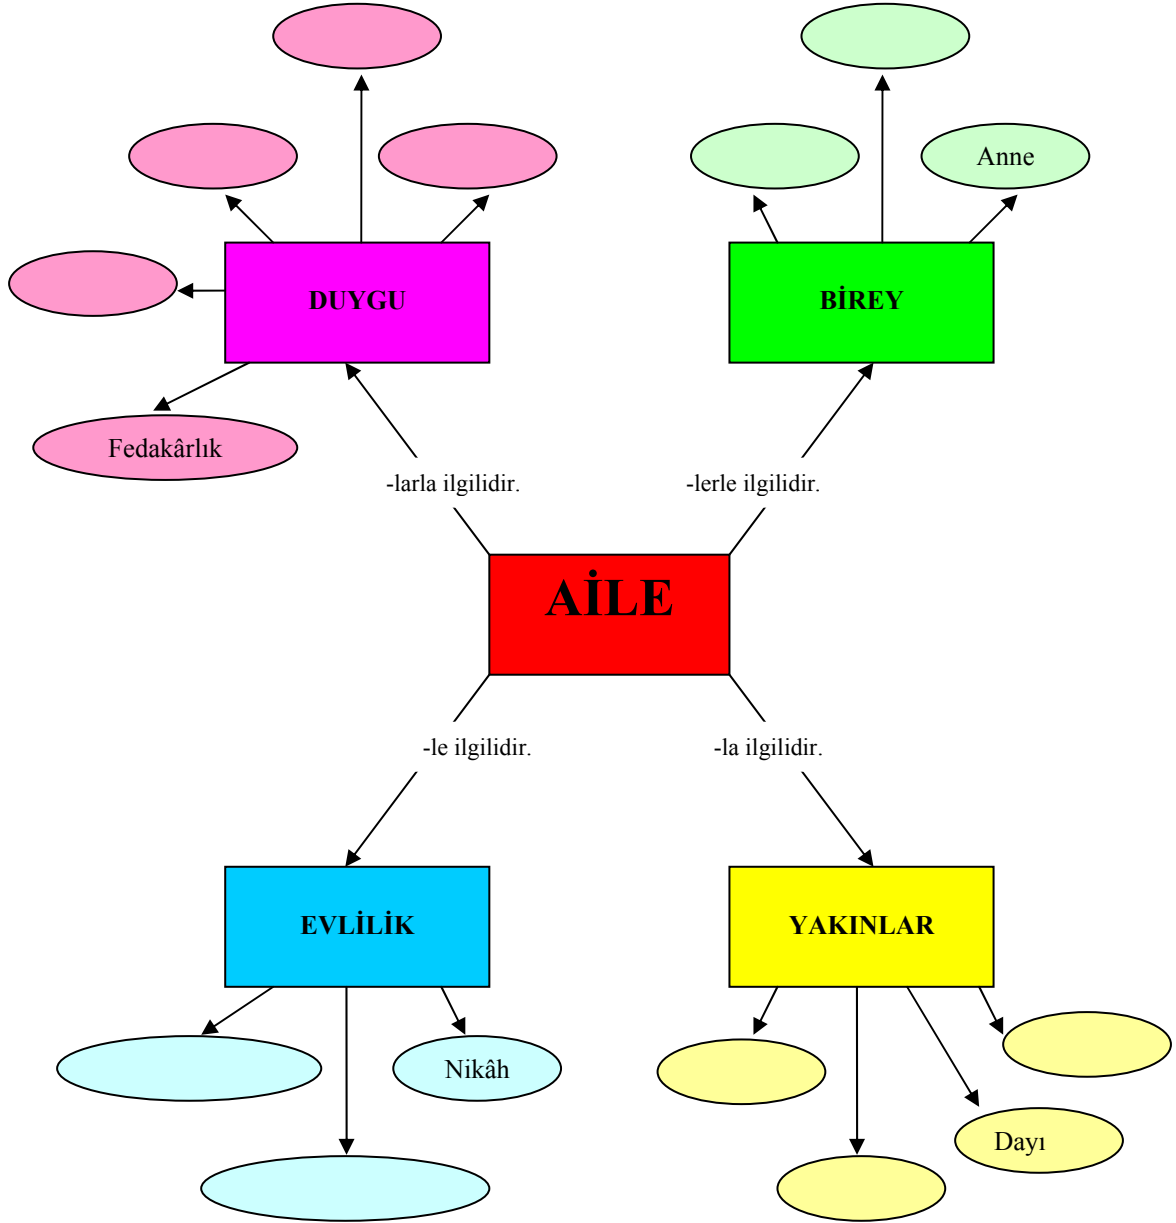 Anne
DUYGU
BİREY
Fedakârlık
-larla ilgilidir.
-lerle ilgilidir.
AİLE
-le ilgilidir.
-la ilgilidir.
EVLİLİK
YAKINLAR
Nikâh
Dayı